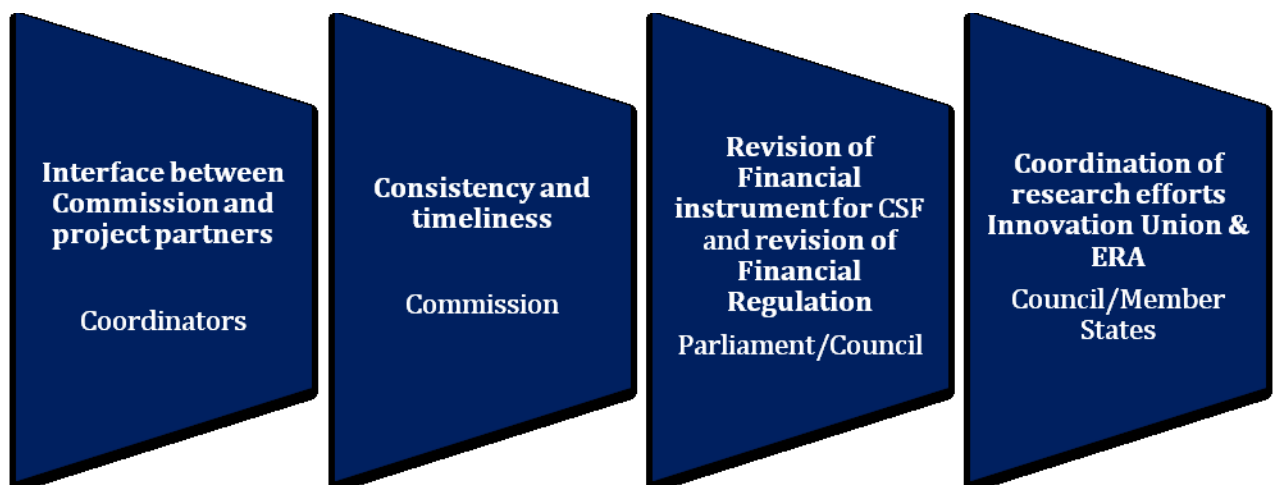 Interface between
Commission and
project partners
Coordinators
Consistency and
timeliness
Commission
Revision of
Financial
instrument for CSF
and revision of
Financial
Regulation
Parliament/Council
Coordination of
research efforts
Innovation Union &
ERA
Council/Member
States